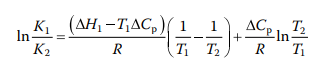 ln K₁/K₂ = (ΔH₁ − T₁ΔCₚ)/R (1/T₁ − 1/T₂) + ΔCₚ/R ln T₂/T₁